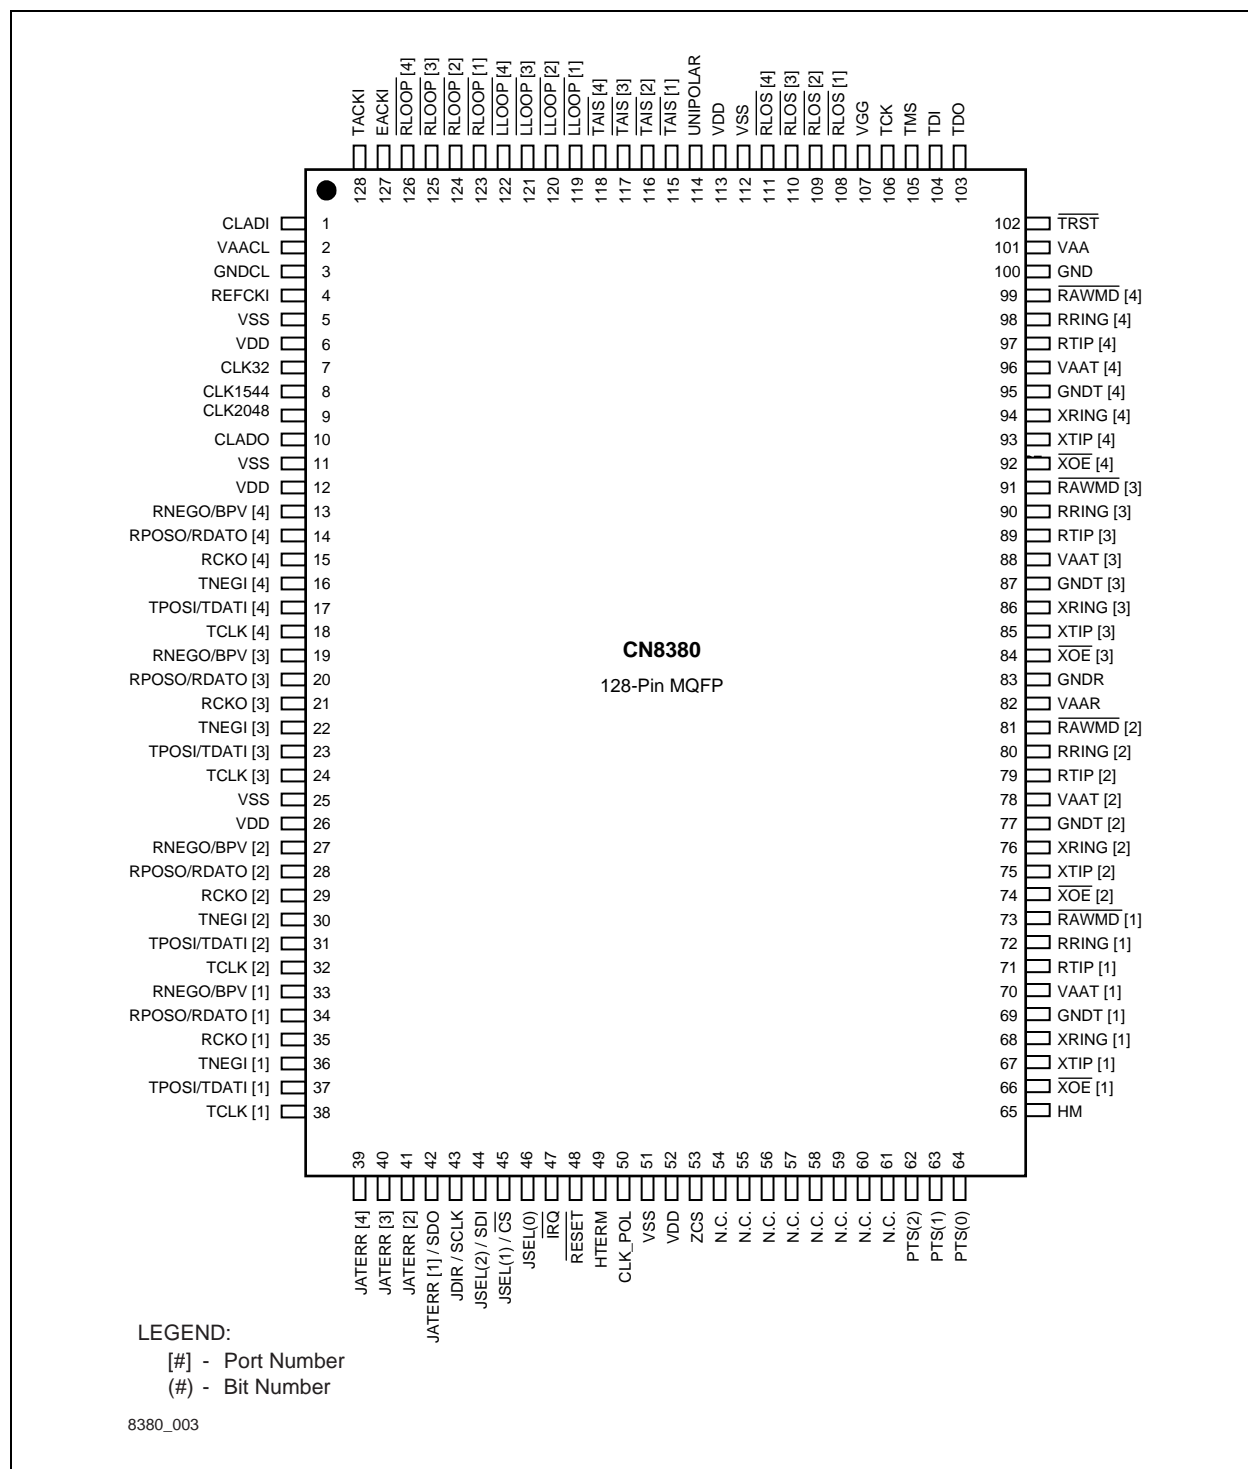 TACKI
EACKI
RLOOP [4]
RLOOP [3]
RLOOP [2]
RLOOP [1]
LLOOP [4]
LLOOP [3]
LLOOP [2]
LLOOP [1]
TAIS [4]
TAIS [3]
TAIS [2]
TAIS [1]
UNIPOLAR
VDD
VSS
RLOS [4]
RLOS [3]
RLOS [2]
RLOS [1]
VGG
TCK
TMS
TDI
TDO
128
127
126
125
124
123
122
121
120
119
118
117
116
115
114
113
112
111
110
109
108
107
106
105
104
103
CLADI 1
VAACL 2
GNDCL 3
REFCKI 4
VSS 5
VDD 6
CLK32 7
CLK1544 8
CLK2048 9
CLADO 10
VSS 11
VDD 12
RNEGO/BPV [4] 13
RPOSO/RDATO [4] 14
RCKO [4] 15
TNEGI [4] 16
TPOSI/TDATI [4] 17
TCLK [4] 18
RNEGO/BPV [3] 19
RPOSO/RDATO [3] 20
RCKO [3] 21
TNEGI [3] 22
TPOSI/TDATI [3] 23
TCLK [3] 24
VSS 25
VDD 26
RNEGO/BPV [2] 27
RPOSO/RDATO [2] 28
RCKO [2] 29
TNEGI [2] 30
TPOSI/TDATI [2] 31
TCLK [2] 32
RNEGO/BPV [1] 33
RPOSO/RDATO [1] 34
RCKO [1] 35
TNEGI [1] 36
TPOSI/TDATI [1] 37
TCLK [1] 38
CN8380
128-Pin MQFP
102 TRST
101 VAA
100 GND
99 RAWMD [4]
98 RRING [4]
97 RTIP [4]
96 VAAT [4]
95 GNDT [4]
94 XRING [4]
93 XTIP [4]
92 XOE [4]
91 RAWMD [3]
90 RRING [3]
89 RTIP [3]
88 VAAT [3]
87 GNDT [3]
86 XRING [3]
85 XTIP [3]
84 XOE [3]
83 GNDR
82 VAAR
81 RAWMD [2]
80 RRING [2]
79 RTIP [2]
78 VAAT [2]
77 GNDT [2]
76 XRING [2]
75 XTIP [2]
74 XOE [2]
73 RAWMD [1]
72 RRING [1]
71 RTIP [1]
70 VAAT [1]
69 GNDT [1]
68 XRING [1]
67 XTIP [1]
66 XOE [1]
65 HM
39
40
41
42
43
44
45
46
47
48
49
50
51
52
53
54
55
56
57
58
59
60
61
62
63
64
JATERR [4]
JATERR [3]
JATERR [2]
JATERR [1] / SDO
JDIR / SCLK
JSEL(2) / SDI
JSEL(1) / CS
JSEL(0)
IRQ
RESET
HTERM
CLK_POL
VSS
VDD
ZCS
N.C.
N.C.
N.C.
N.C.
N.C.
N.C.
N.C.
N.C.
PTS(2)
PTS(1)
PTS(0)
LEGEND:
[#] - Port Number
(#) - Bit Number
8380_003